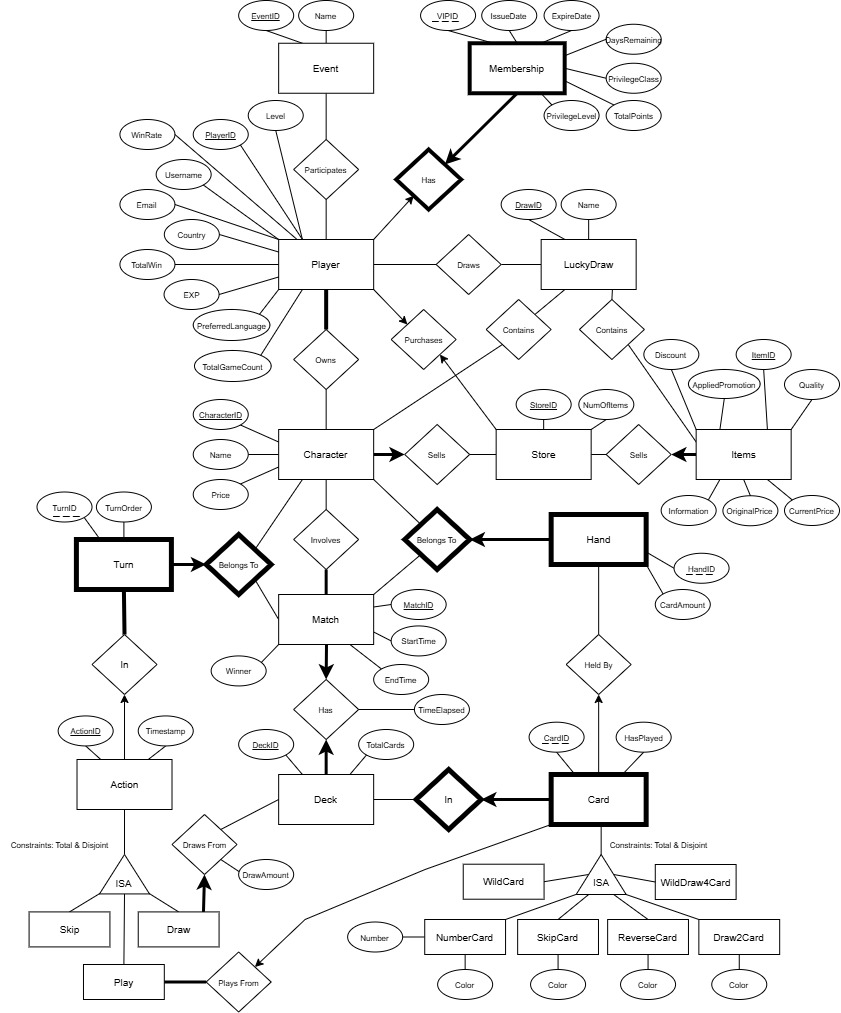 EventID
Name
VIPID
IssueDate
ExpireDate
DaysRemaining
Event
Membership
PrivilegeClass
PrivilegeLevel
TotalPoints
Level
WinRate
PlayerID
Username
Participates
Has
Email
DrawID
Name
Country
TotalWin
Player
Draws
LuckyDraw
EXP
PreferredLanguage
Purchases
Contains
Contains
TotalGameCount
Owns
Discount
ItemID
AppliedPromotion
Quality
CharacterID
StoreID
NumOfItems
Name
Character
Sells
Store
Sells
Items
Price
TurnID
TurnOrder
Information
OriginalPrice
CurrentPrice
Turn
Belongs To
Involves
Belongs To
Hand
HandID
CardAmount
MatchID
Match
StartTime
Winner
EndTime
In
Held By
Has
TimeElapsed
ActionID
Timestamp
DeckID
TotalCards
CardID
HasPlayed
Action
Deck
In
Card
Constraints: Total & Disjoint
Draws From
Constraints: Total & Disjoint
ISA
DrawAmount
WildCard
ISA
WildDraw4Card
Skip
Draw
Number
NumberCard
SkipCard
ReverseCard
Draw2Card
Play
Plays From
Color
Color
Color
Color